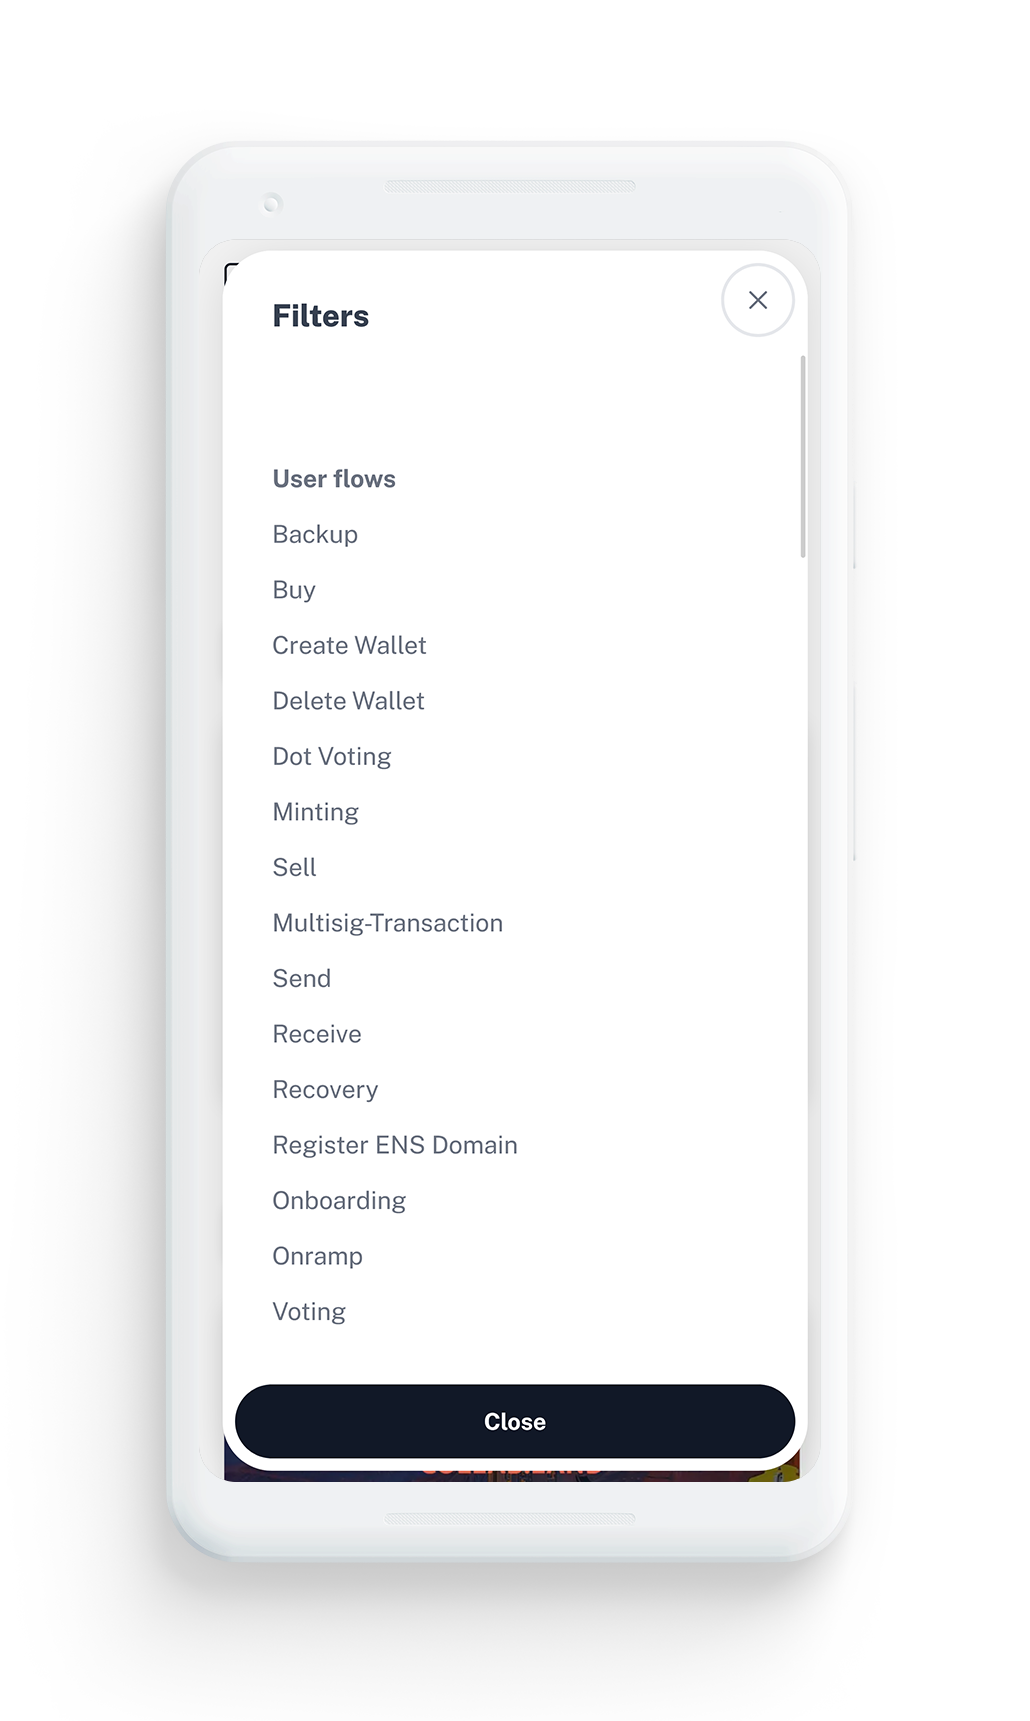 Filters
User flows
Backup
Buy
Create Wallet
Delete Wallet
Dot Voting
Minting
Sell
Multisig-Transaction
Send
Receive
Recovery
Register ENS Domain
Onboarding
Onramp
Voting
Close